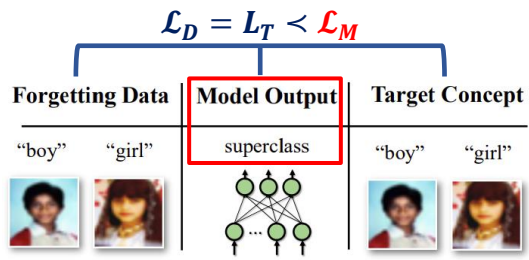 ℒ_D = L_T ≺ ℒ_M
Forgetting Data Model Output Target Concept
“boy” “girl” superclass “boy” “girl”
...